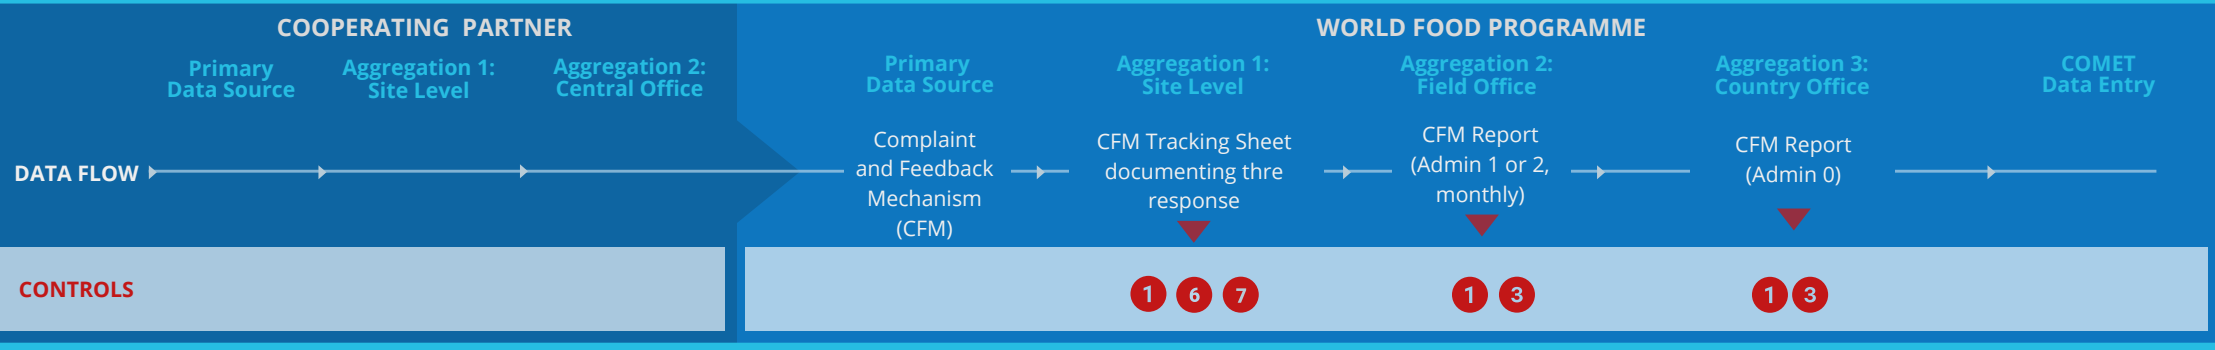 COOPERATING PARTNER
WORLD FOOD PROGRAMME
Primary
Data Source
Aggregation 1:
Site Level
Aggregation 2:
Central Office
Primary
Data Source
Aggregation 1:
Site Level
Aggregation 2:
Field Office
Aggregation 3:
Country Office
COMET
Data Entry
DATA FLOW
Complaint
and Feedback
Mechanism
(CFM)
CFM Tracking Sheet
documenting thre
response
CFM Report
(Admin 1 or 2,
monthly)
CFM Report
(Admin 0)
CONTROLS
1 6 7
1 3
1 3